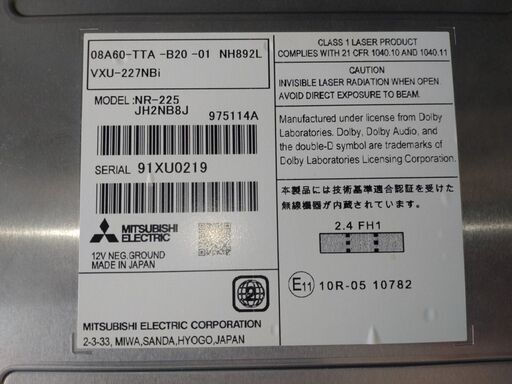 08A60-TTA -B20 -01 NH892L
VXU-227NBi
MODEL:NR-225
JH2NB8J
975114A
SERIAL 91XU0219
MITSUBISHI
ELECTRIC
12V NEG.GROUND
MADE IN JAPAN
2
MITSUBISHI ELECTRIC CORPORATION
2-3-33, MIWA,SANDA,HYOGO,JAPAN
CLASS 1 LASER PRODUCT
COMPLIES WITH 21 CFR 1040.10 AND 1040.11
CAUTION
INVISIBLE LASER RADIATION WHEN OPEN.
AVOID DIRECT EXPOSURE TO BEAM.
Manufactured under license from Dolby
Laboratories. Dolby, Dolby Audio, and
the double-D symbol are trademarks of
Dolby Laboratories Licensing Corporation.
本製品には技術基準適合認証を受けた
無線機器が内蔵されています．
2.4 FH1
E11 10R-05 10782